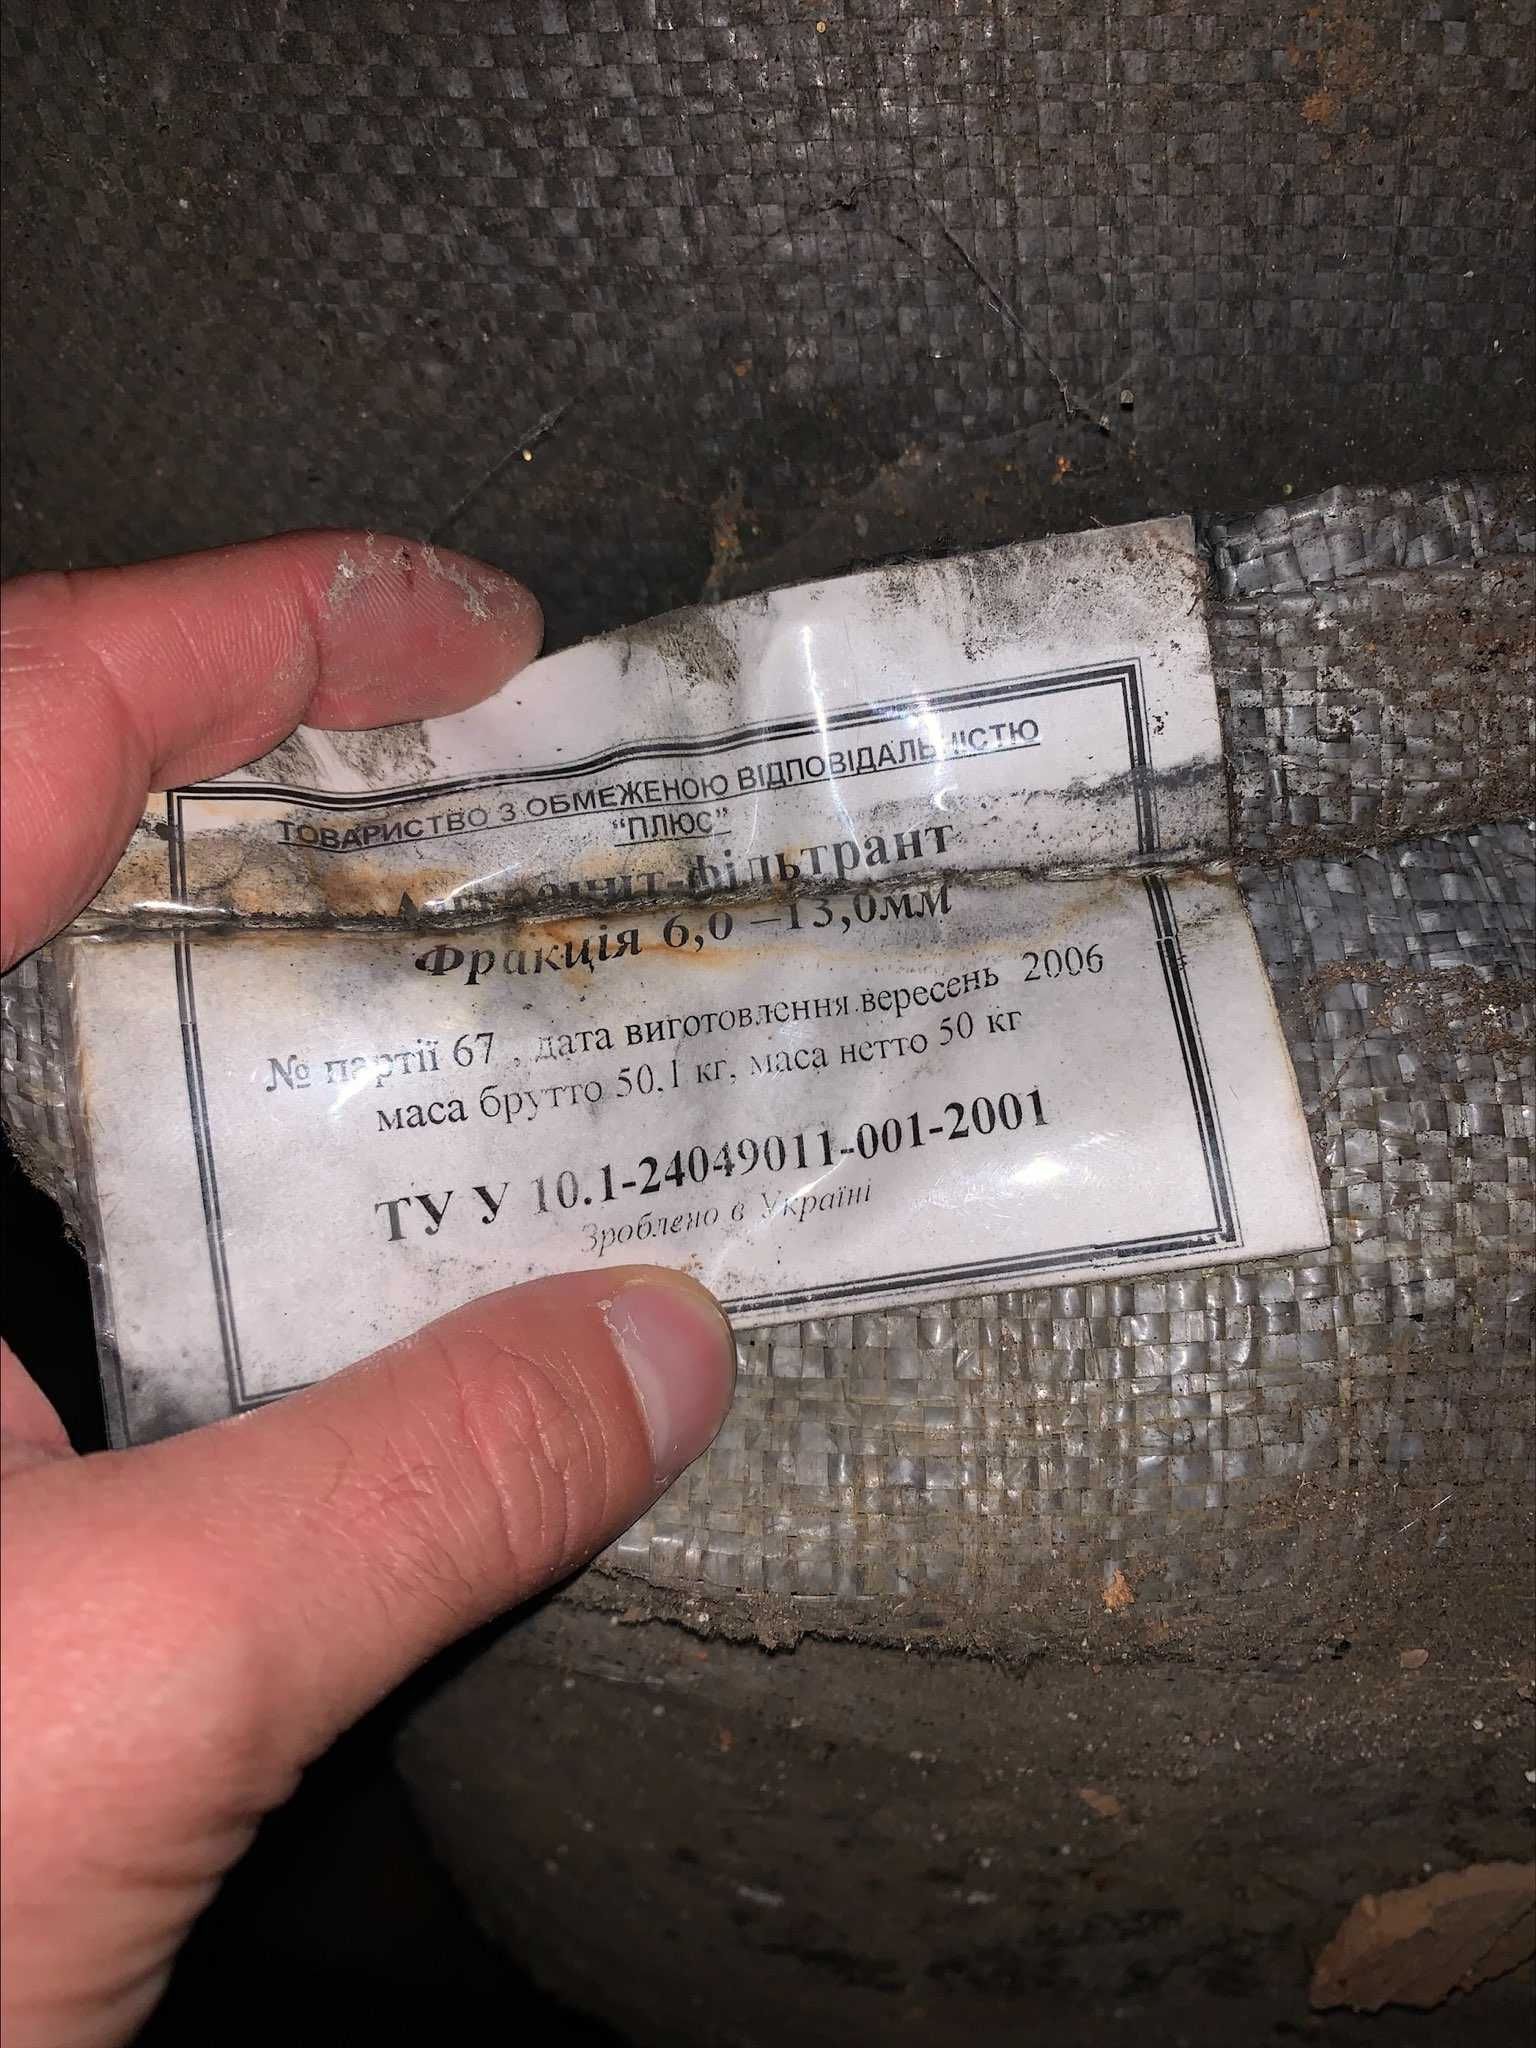 ТОВАРИСТВО З ОБМЕЖЕНОЮ ВІДПОВІДАЛЬНІСТЮ
"ПЛЮС"
Антрацит-фільтрант
Фракція 6,0 –13,0мм
№ партії 67 , дата виготовлення вересень 2006
маса брутто 50,1 кг, маса нетто 50 кг
ТУ У 10.1-24049011-001-2001
Зроблено в Україні